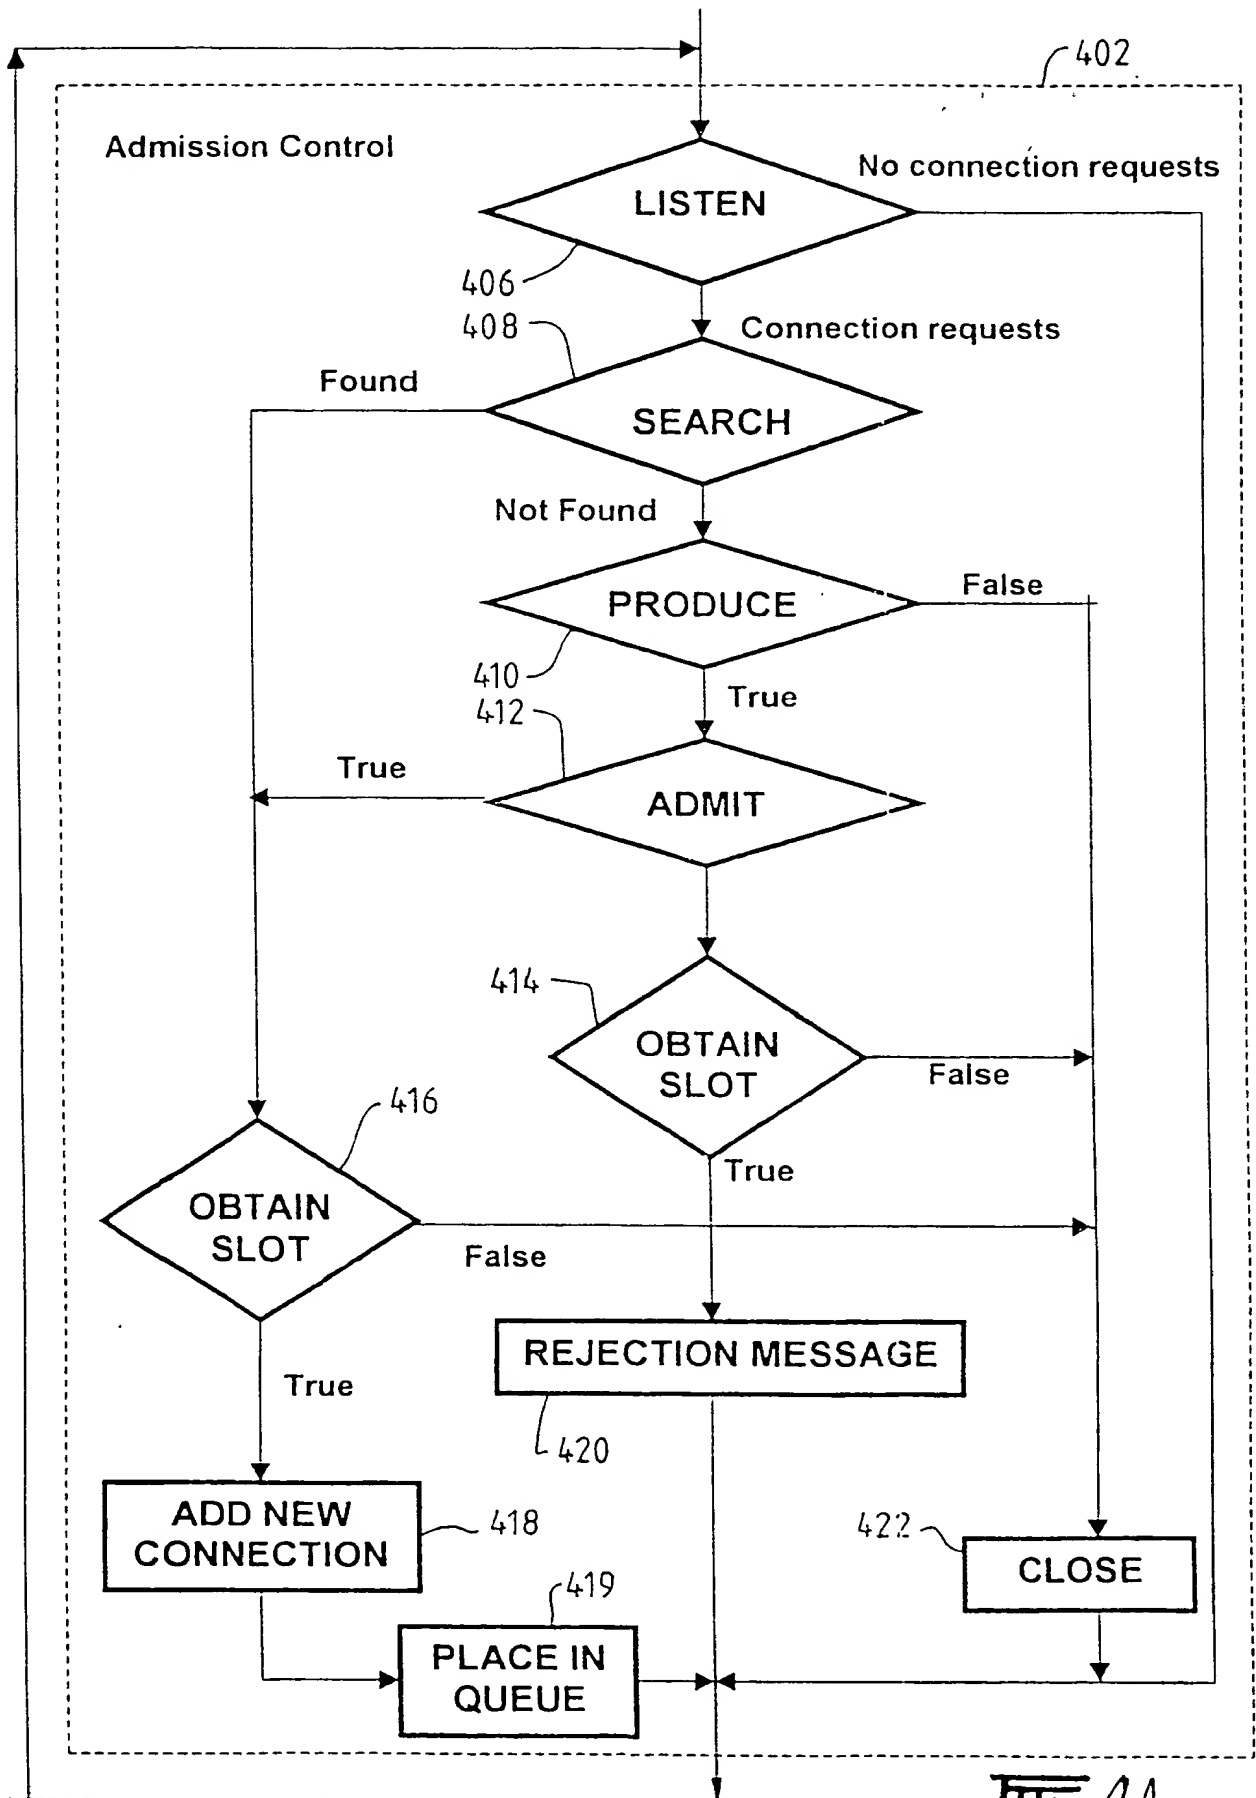 402
Admission Control
No connection requests
LISTEN
406
408
Connection requests
Found
SEARCH
Not Found
PRODUCE
False
410
True
412
True
ADMIT
414
OBTAIN
SLOT
False
416
True
OBTAIN
SLOT
False
REJECTION MESSAGE
True
420
ADD NEW
CONNECTION
418
422
CLOSE
419
PLACE IN
QUEUE